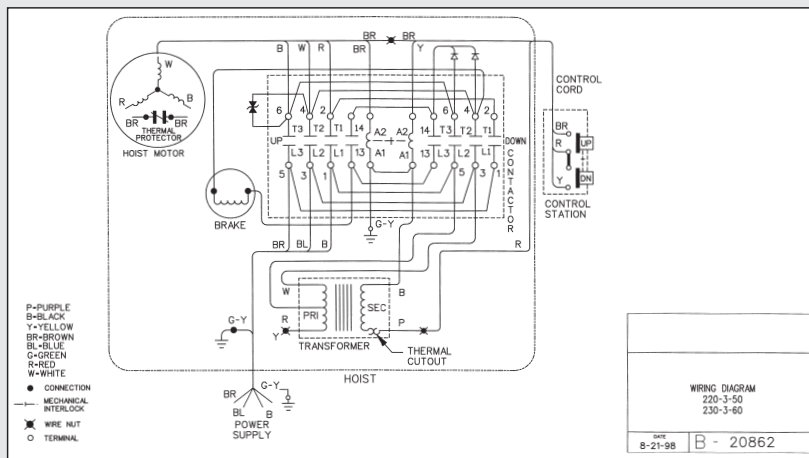 BR
BR
B
W
R
BR
Y
W
R
B
BR
BR
THERMAL
PROTECTOR
HOIST MOTOR
6
4
2
14
A2
A2
14
6
4
2
T3
T2
T1
T3
T2
T1
UP
DOWN
L3
L2
L1
13
A1
A1
13
L3
L2
L1
5
3
1
5
3
1
CONTACTOR
CONTROL
CORD
BR
R
Y
UP
DN
CONTROL
STATION
BRAKE
G-Y
BR
BL
B
R
W
B
PRI
SEC
R
Y
P
TRANSFORMER
THERMAL
CUTOUT
HOIST
G-Y
P-PURPLE
B-BLACK
Y-YELLOW
BR-BROWN
BL-BLUE
G-GREEN
R-RED
W-WHITE
CONNECTION
MECHANICAL
INTERLOCK
WIRE NUT
TERMINAL
BR
BL
B
G-Y
POWER
SUPPLY
WIRING DIAGRAM
220-3-50
230-3-60
DATE
8-21-98
B - 20862